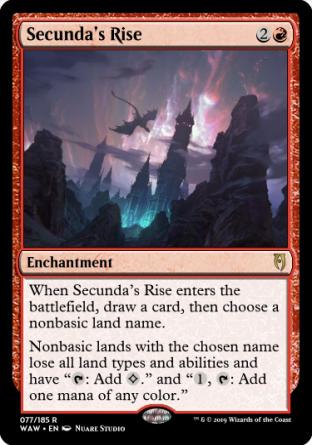 Secunda's Rise 2R
Enchantment
When Secunda's Rise enters the
battlefield, draw a card, then choose a
nonbasic land name.
Nonbasic lands with the chosen name
lose all land types and abilities and
have “T: Add C.” and “1, T: Add
one mana of any color.”
077/185 R
™ & © 2019 Wizards of the Coast
WAW • EN Nuare Studio